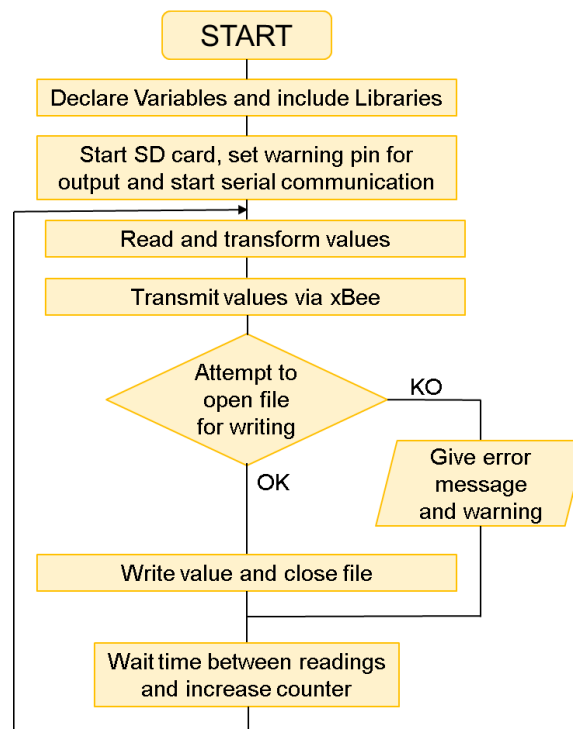 START
Declare Variables and include Libraries
Start SD card, set warning pin for
output and start serial communication
Read and transform values
Transmit values via xBee
Attempt to
open file
for writing
KO
OK
Give error
message
and warning
Write value and close file
Wait time between readings
and increase counter